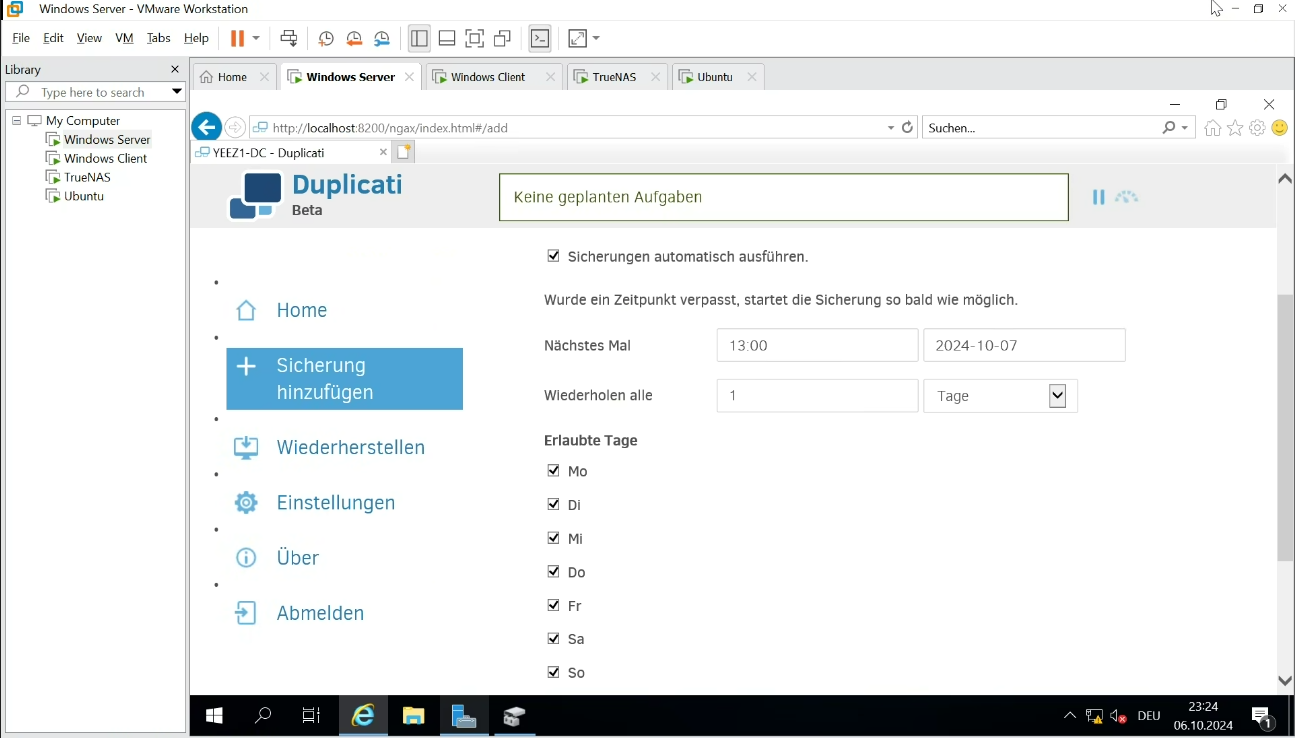 Windows Server - VMware Workstation
File Edit View VM Tabs Help
Library
Home Windows Server Windows Client TrueNAS Ubuntu
Type here to search
My Computer
Windows Server
Windows Client
TrueNAS
Ubuntu
http://localhost:8200/ngax/index.html#/add
Suchen...
YEEZ1-DC - Duplicati
Duplicati
Beta
Keine geplanten Aufgaben
Home
Sicherung
hinzufügen
Wiederherstellen
Einstellungen
Über
Abmelden
Sicherungen automatisch ausführen.
Wurde ein Zeitpunkt verpasst, startet die Sicherung so bald wie möglich.
Nächstes Mal 13:00 2024-10-07
Wiederholen alle 1 Tage
Erlaubte Tage
Mo
Di
Mi
Do
Fr
Sa
So
DEU
23:24
06.10.2024
1